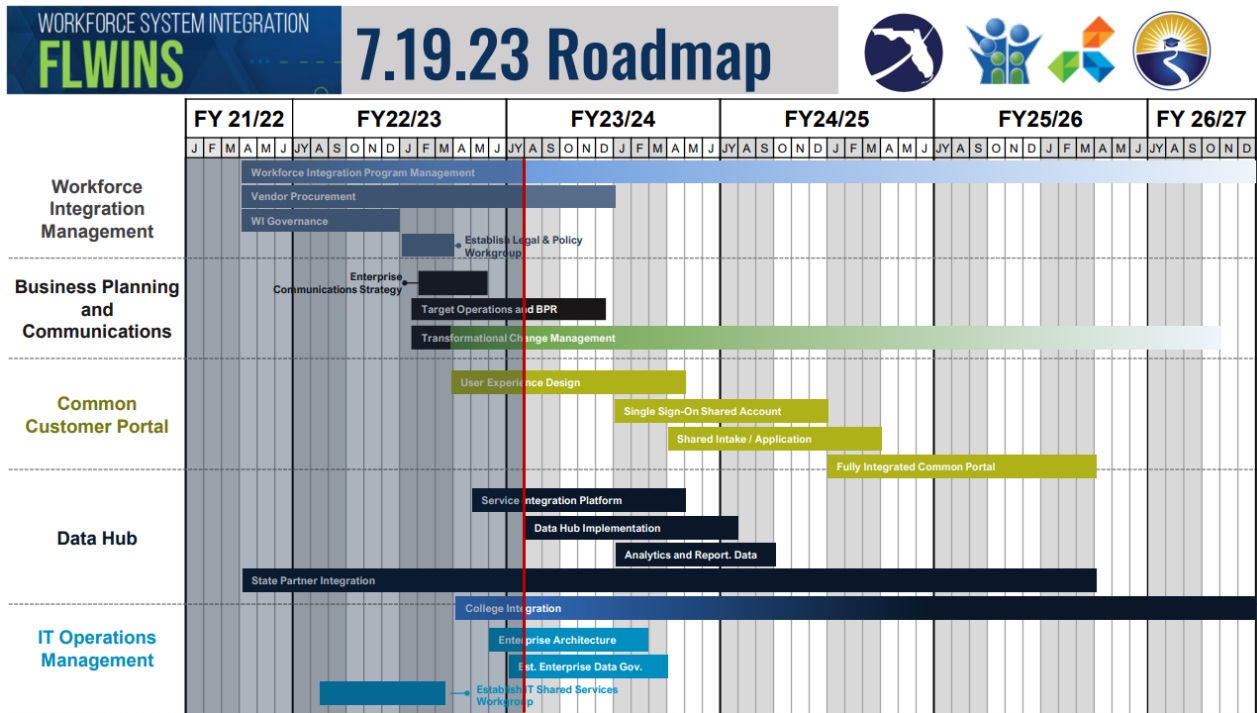 WORKFORCE SYSTEM INTEGRATION
FLWINS
7.19.23 Roadmap
FY 21/22 FY22/23 FY23/24 FY24/25 FY25/26 FY 26/27
J F M A M J JY A S O N D J F M A M J JY A S O N D J F M A M J JY A S O N D J F M A M J JY A S O N D J F M A M J JY A S O N D
Workforce
Integration
Management
Workforce Integration Program Management
Vendor Procurement
WI Governance
Establish Legal & Policy
Workgroup
Business Planning
and
Communications
Enterprise
Communications Strategy
Target Operations and BPR
Transformational Change Management
Common
Customer Portal
User Experience Design
Single Sign-On Shared Account
Shared Intake / Application
Fully Integrated Common Portal
Data Hub
Service Integration Platform
Data Hub Implementation
Analytics and Report. Data
State Partner Integration
College Integration
IT Operations
Management
Enterprise Architecture
Est. Enterprise Data Gov.
Establish IT Shared Services
Workgroup